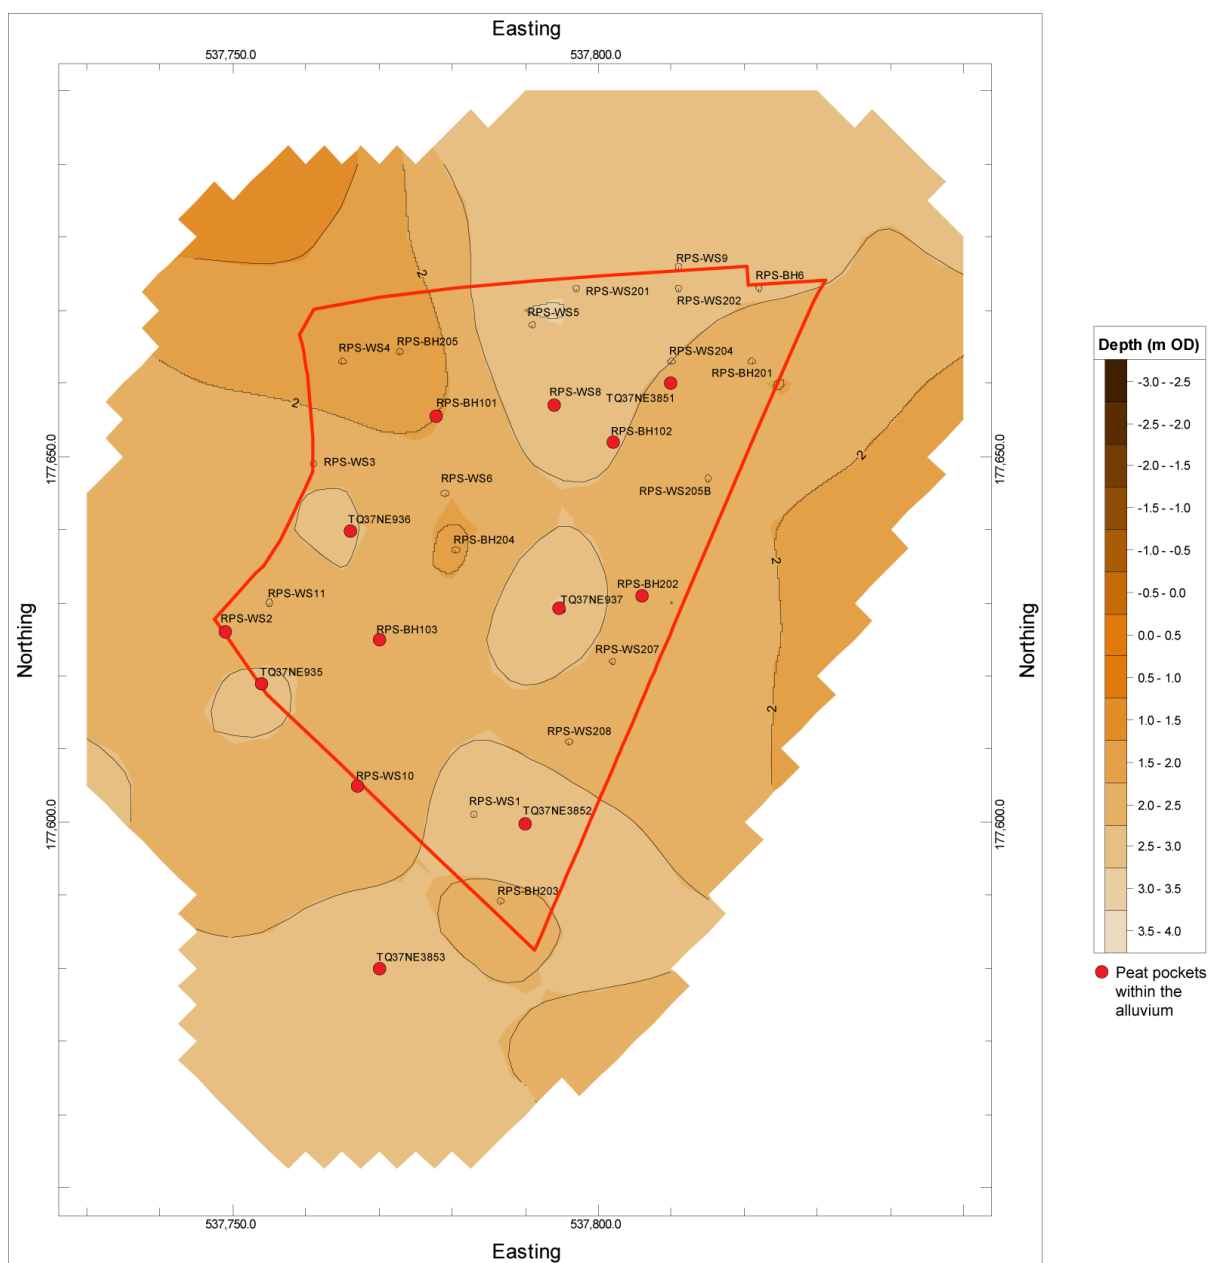 Easting
537,750.0
537,800.0
RPS-WS9
2
RPS-BH6
RPS-WS201
RPS-WS202
RPS-WS5
Depth (m OD)
RPS-BH205
RPS-WS4
RPS-WS204
RPS-BH201
-3.0 - -2.5
RPS-WS8
TQ37NE3851
2
RPS-BH101
-2.5 - -2.0
RPS-BH102
177,650.0
2
177,650.0
RPS-WS3
-2.0 - -1.5
RPS-WS6
RPS-WS205B
-1.5 - -1.0
TQ37NE936
RPS-BH204
-1.0 - -0.5
2
RPS-BH202
-0.5 - 0.0
RPS-WS11
TQ37NE937
RPS-WS2
RPS-BH103
0.0 - 0.5
Northing
Northing
RPS-WS207
TQ37NE935
0.5 - 1.0
2
1.0 - 1.5
RPS-WS208
1.5 - 2.0
RPS-WS10
RPS-WS1
TQ37NE3852
2.0 - 2.5
177,600.0
177,600.0
2.5 - 3.0
RPS-BH203
3.0 - 3.5
3.5 - 4.0
TQ37NE3853
Peat pockets
within the
alluvium
537,750.0
537,800.0
Easting